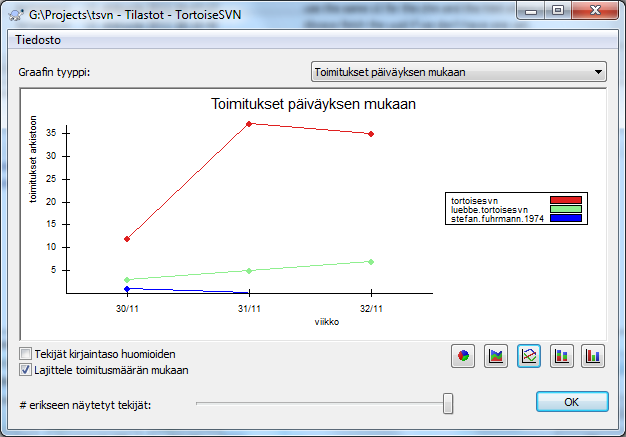 G:\Projects\tsvn - Tilastot - TortoiseSVN
Tiedosto
Graafin tyyppi:
Toimitukset päiväyksen mukaan
Toimitukset päiväyksen mukaan
toimitukset arkistoon
35
30
25
20
15
10
5
30/11
31/11
32/11
viikko
tortoisesvn
luebbe.tortoisesvn
stefan.fuhrmann.1974
Tekijät kirjaintaso huomioiden
Lajittele toimitusmäärän mukaan
# erikseen näytetyt tekijät:
OK